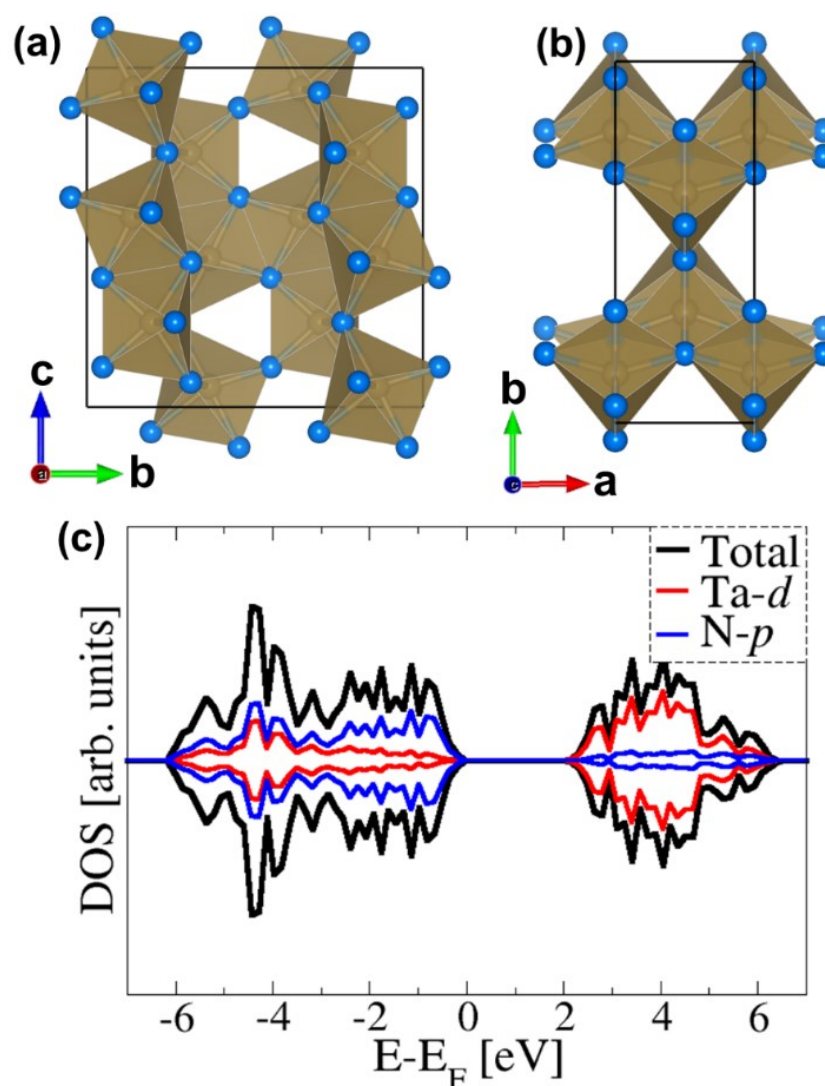 (a)
(b)
c
a
b
b
c
a
(c)
Total
Ta-d
N-p
DOS [arb. units]
-6 -4 -2 0 2 4 6
E-E_F [eV]